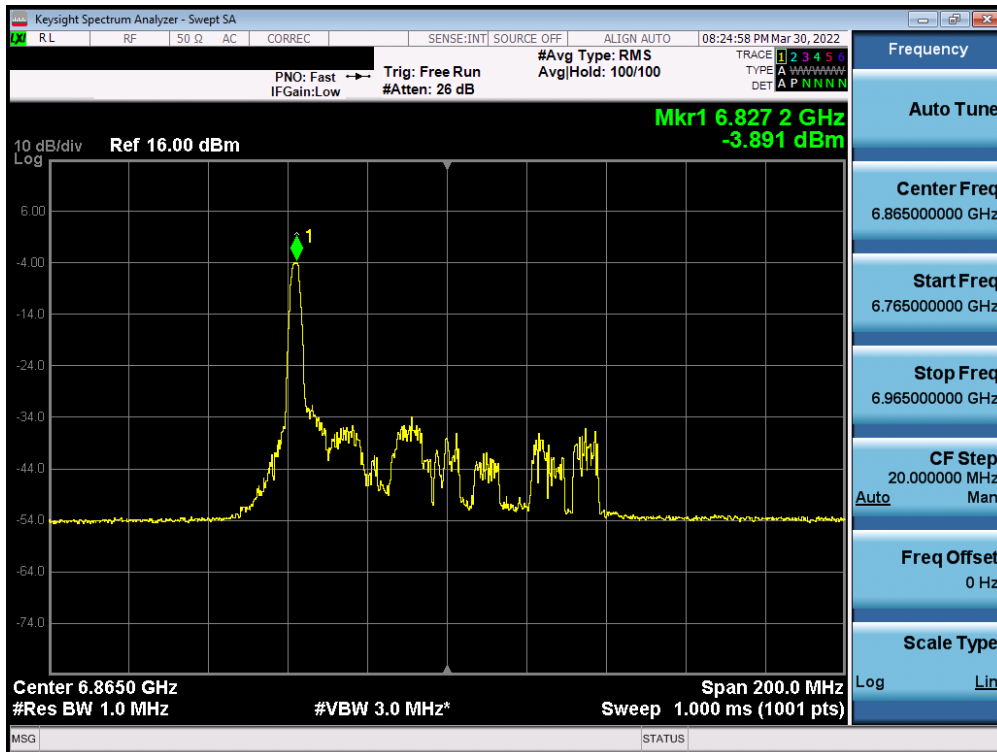 Keysight Spectrum Analyzer - Swept SA
LXI RL RF 50 Ω AC CORREC SENSE:INT SOURCE OFF ALIGN AUTO 08:24:58 PM Mar 30, 2022
Frequency
PNO: Fast
IFGain:Low
Trig: Free Run
#Atten: 26 dB
#Avg Type: RMS
Avg|Hold: 100/100
TRACE 1 2 3 4 5 6
TYPE A WWWWWW
DET A P N N N N
Auto Tune
Mkr1 6.827 2 GHz
-3.891 dBm
10 dB/div Ref 16.00 dBm
Log
6.00
-4.00
-14.0
-24.0
-34.0
-44.0
-54.0
-64.0
-74.0
1
Center Freq
6.865000000 GHz
Start Freq
6.765000000 GHz
Stop Freq
6.965000000 GHz
CF Step
20.000000 MHz
Auto Man
Freq Offset
0 Hz
Scale Type
Log Lin
Center 6.8650 GHz Span 200.0 MHz
#Res BW 1.0 MHz #VBW 3.0 MHz* Sweep 1.000 ms (1001 pts)
MSG STATUS